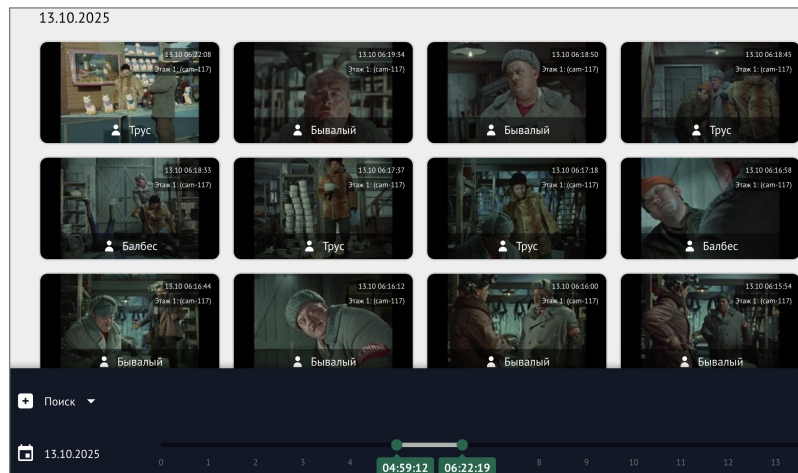 13.10.2025
13.10 06:22:08
Этаж 1: (cam-117)
Трус
13.10 06:19:34
Этаж 1: (cam-117)
Бывалый
13.10 06:18:50
Этаж 1: (cam-117)
Бывалый
13.10 06:18:45
Этаж 1: (cam-117)
Трус
13.10 06:18:33
Этаж 1: (cam-117)
Балбес
13.10 06:17:37
Этаж 1: (cam-117)
Трус
13.10 06:17:18
Этаж 1: (cam-117)
Трус
13.10 06:16:58
Этаж 1: (cam-117)
Балбес
13.10 06:16:44
Этаж 1: (cam-117)
Бывалый
13.10 06:16:12
Этаж 1: (cam-117)
Бывалый
13.10 06:16:00
Этаж 1: (cam-117)
Бывалый
13.10 06:15:54
Этаж 1: (cam-117)
Бывалый
Поиск
13.10.2025
0 1 2 3 4 04:59:12 06:22:19 8 9 10 11 12 13